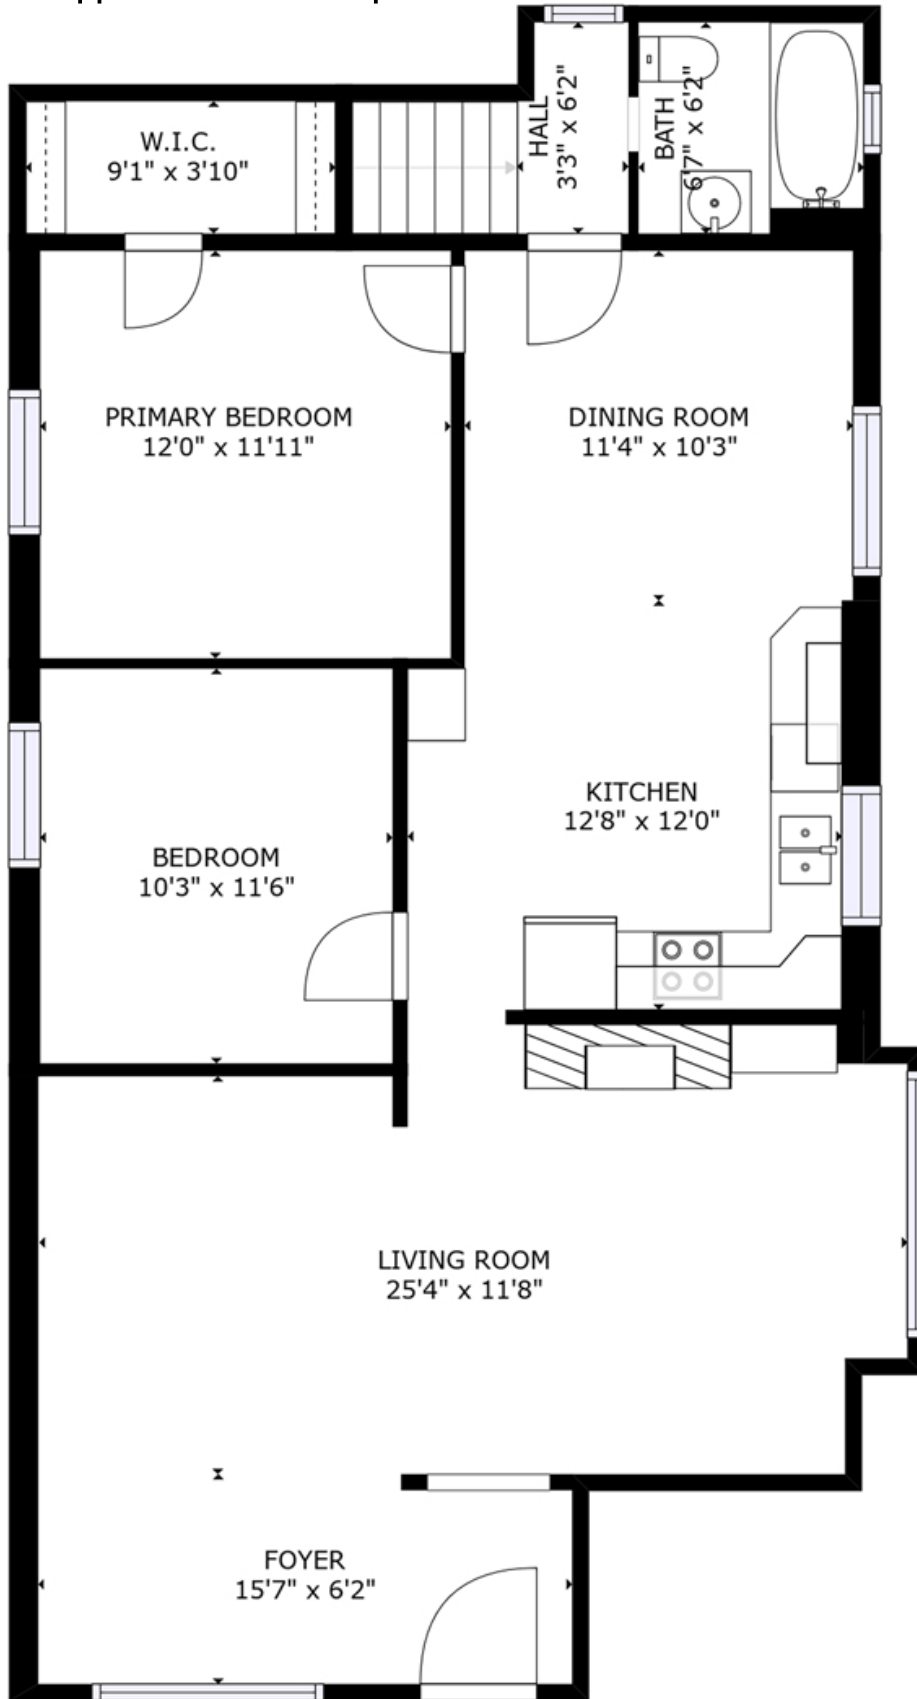 HALL
3'3" x 6'2"
BATH
6'7" x 6'2"
W.I.C.
9'1" x 3'10"
PRIMARY BEDROOM
12'0" x 11'11"
DINING ROOM
11'4" x 10'3"
KITCHEN
12'8" x 12'0"
BEDROOM
10'3" x 11'6"
LIVING ROOM
25'4" x 11'8"
FOYER
15'7" x 6'2"